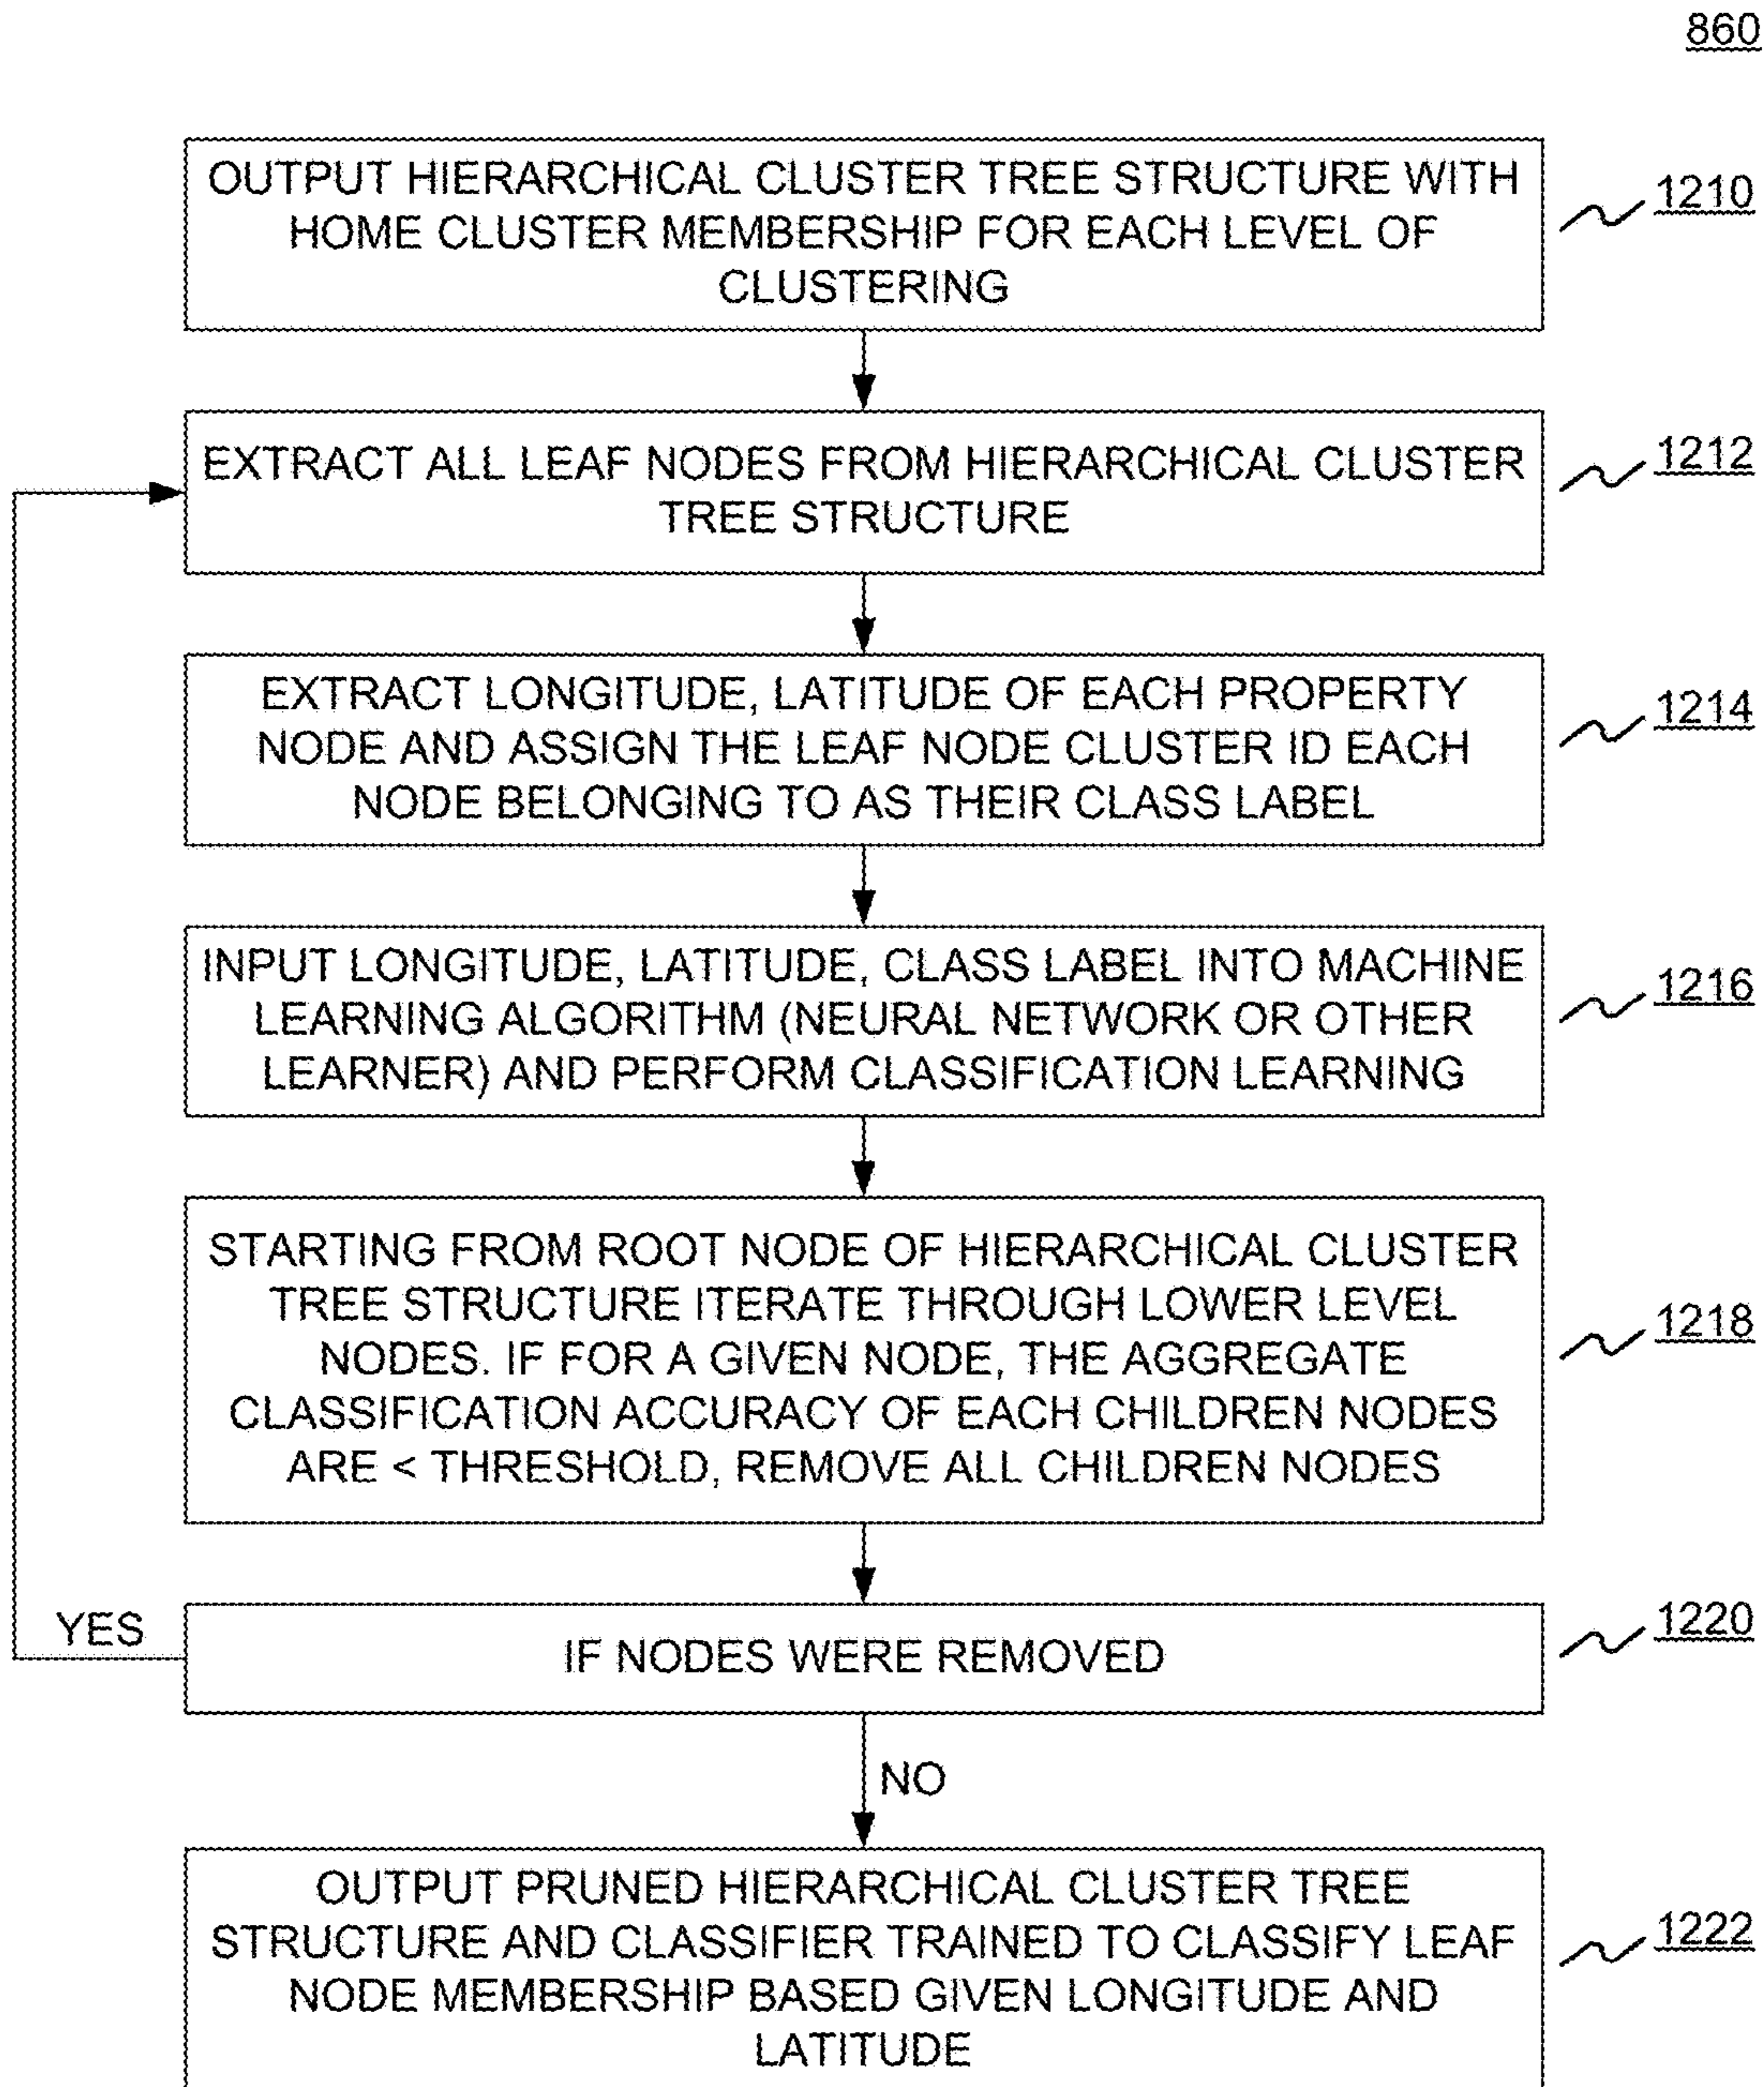 860
OUTPUT HIERARCHICAL CLUSTER TREE STRUCTURE WITH
HOME CLUSTER MEMBERSHIP FOR EACH LEVEL OF
CLUSTERING
1210
EXTRACT ALL LEAF NODES FROM HIERARCHICAL CLUSTER
TREE STRUCTURE
1212
EXTRACT LONGITUDE, LATITUDE OF EACH PROPERTY
NODE AND ASSIGN THE LEAF NODE CLUSTER ID EACH
NODE BELONGING TO AS THEIR CLASS LABEL
1214
INPUT LONGITUDE, LATITUDE, CLASS LABEL INTO MACHINE
LEARNING ALGORITHM (NEURAL NETWORK OR OTHER
LEARNER) AND PERFORM CLASSIFICATION LEARNING
1216
STARTING FROM ROOT NODE OF HIERARCHICAL CLUSTER
TREE STRUCTURE ITERATE THROUGH LOWER LEVEL
NODES. IF FOR A GIVEN NODE, THE AGGREGATE
CLASSIFICATION ACCURACY OF EACH CHILDREN NODES
ARE < THRESHOLD, REMOVE ALL CHILDREN NODES
1218
YES
IF NODES WERE REMOVED
1220
NO
OUTPUT PRUNED HIERARCHICAL CLUSTER TREE
STRUCTURE AND CLASSIFIER TRAINED TO CLASSIFY LEAF
NODE MEMBERSHIP BASED GIVEN LONGITUDE AND
LATITUDE
1222